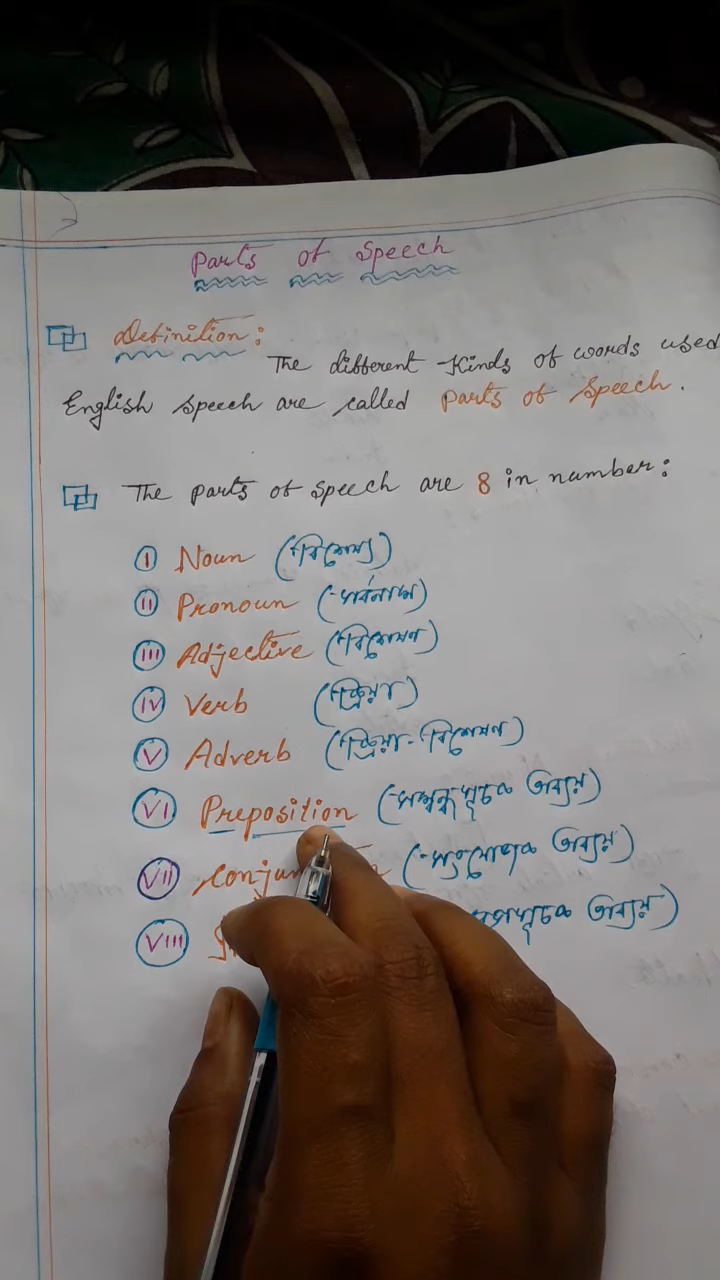 Parts of Speech
Definition:
The different kinds of words used
English speech are called Parts of Speech.
The parts of speech are 8 in number:
I Noun (বিশেষ্য)
II Pronoun (সর্বনাম)
III Adjective (বিশেষণ)
IV Verb (ক্রিয়া)
V Adverb (ক্রিয়া-বিশেষণ)
VI Preposition (সম্বন্ধসূচক অব্যয়)
VII (সংযোজক অব্যয়)
VIII অব্যয়)